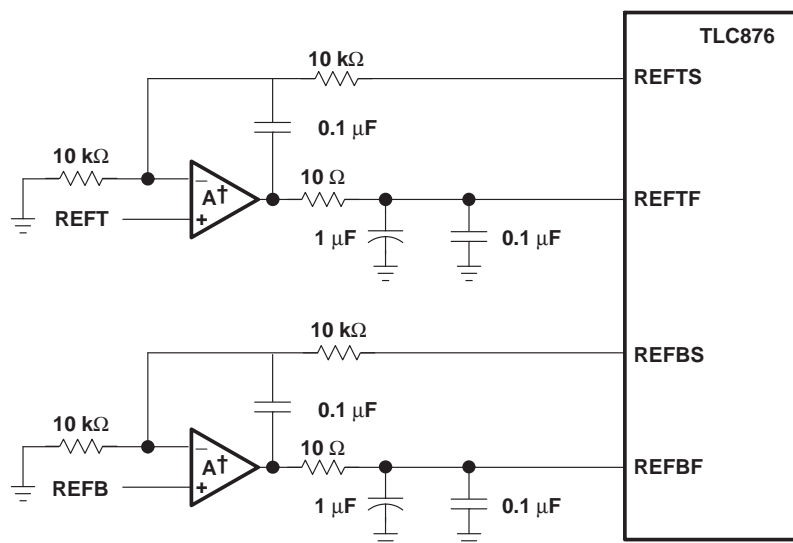 TLC876
10 kΩ
REFTS
0.1 µF
10 kΩ
10 Ω
–
A†
+
REFT
REFTF
1 µF
0.1 µF
10 kΩ
REFBS
0.1 µF
10 kΩ
10 Ω
–
A†
+
REFB
REFBF
1 µF
0.1 µF